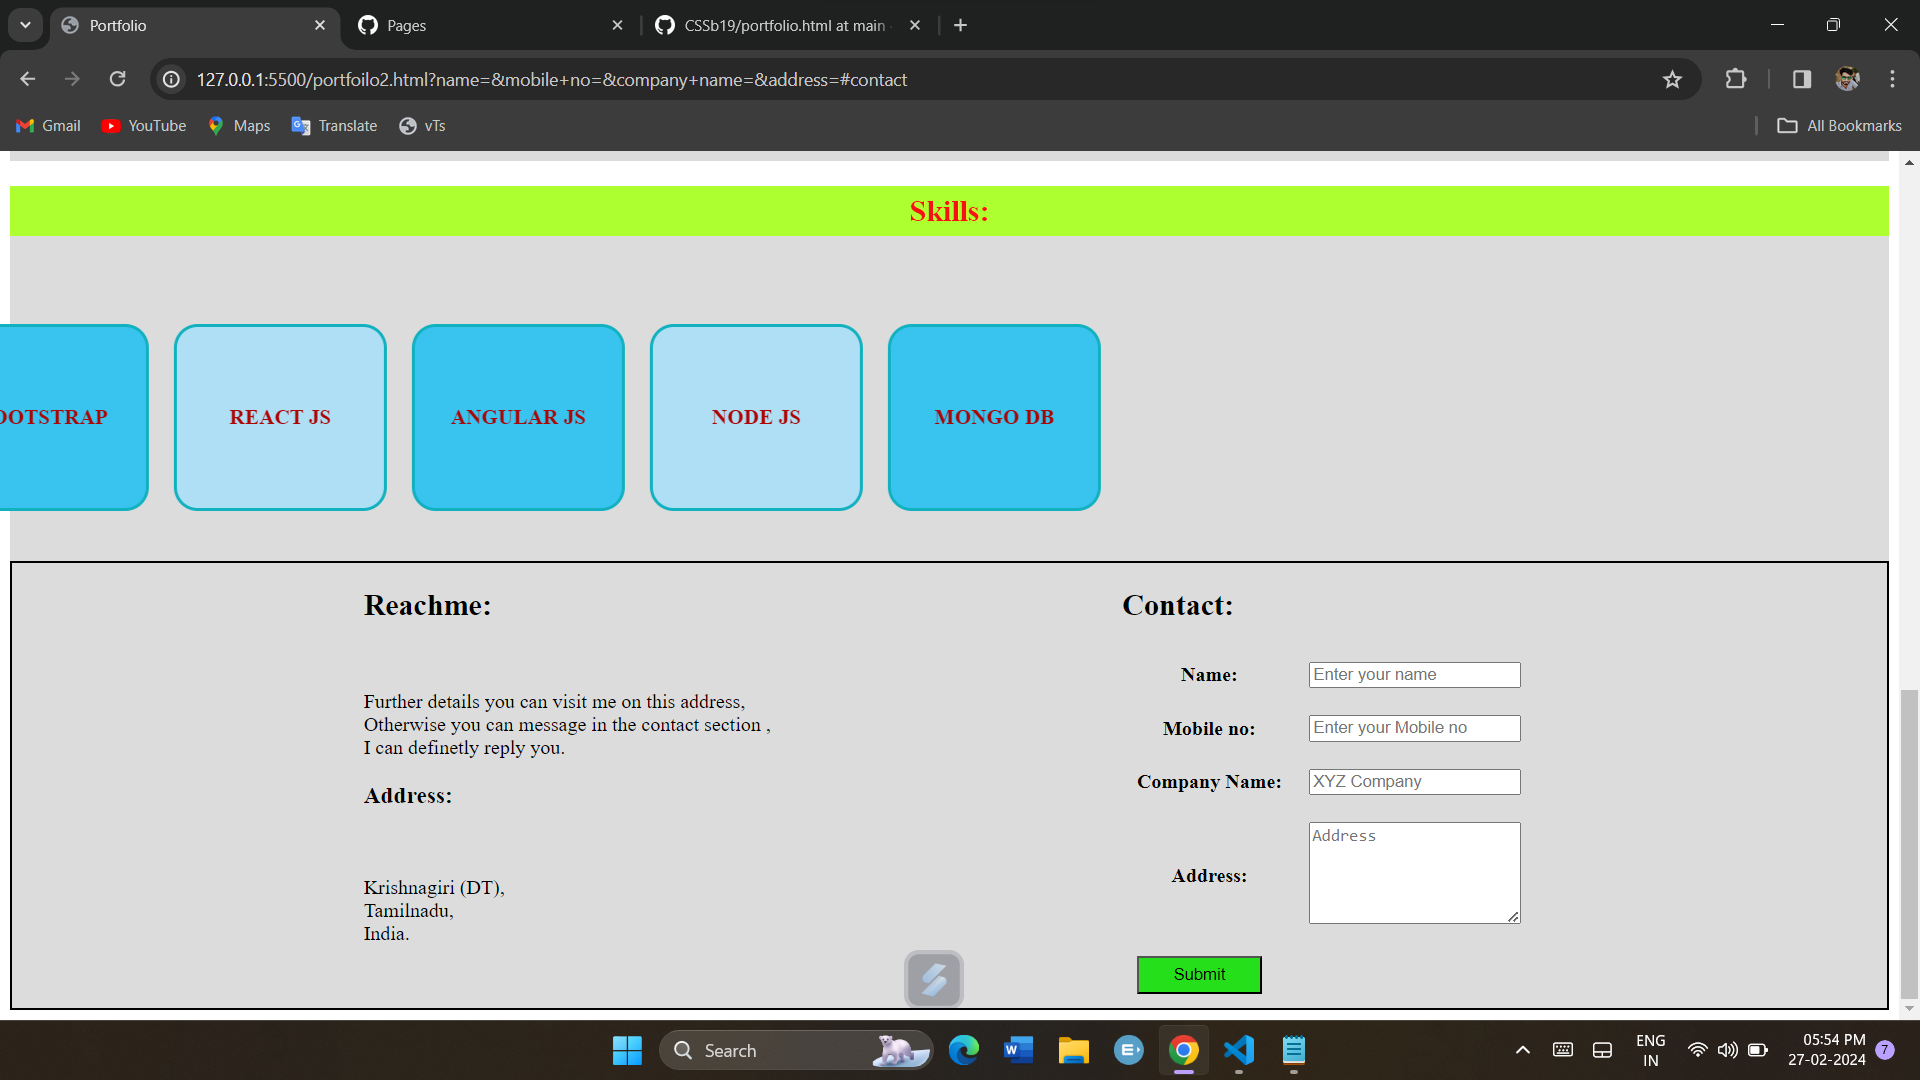 Portfolio
Pages
CSSb19/portfolio.html at main
127.0.0.1:5500/portfoilo2.html?name=&mobile+no=&company+name=&address=#contact
Gmail
YouTube
Maps
Translate
vTs
All Bookmarks
Skills:
OOTSTRAP
REACT JS
ANGULAR JS
NODE JS
MONGO DB
Reachme:
Further details you can visit me on this address,
Otherwise you can message in the contact section ,
I can definetly reply you.
Address:
Krishnagiri (DT),
Tamilnadu,
India.
Contact:
Name: Enter your name
Mobile no: Enter your Mobile no
Company Name: XYZ Company
Address: Address
Submit
Search
ENG
IN
05:54 PM
27-02-2024
7